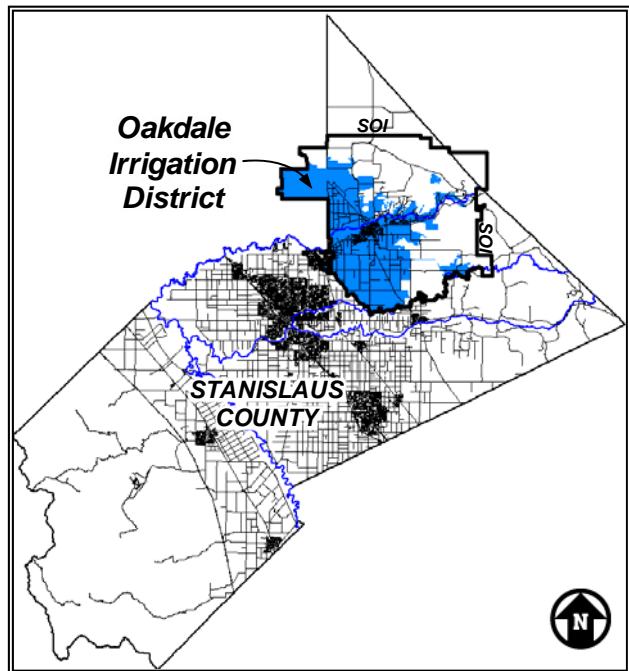 SOI
Oakdale
Irrigation
District
SOI
STANISLAUS
COUNTY
N